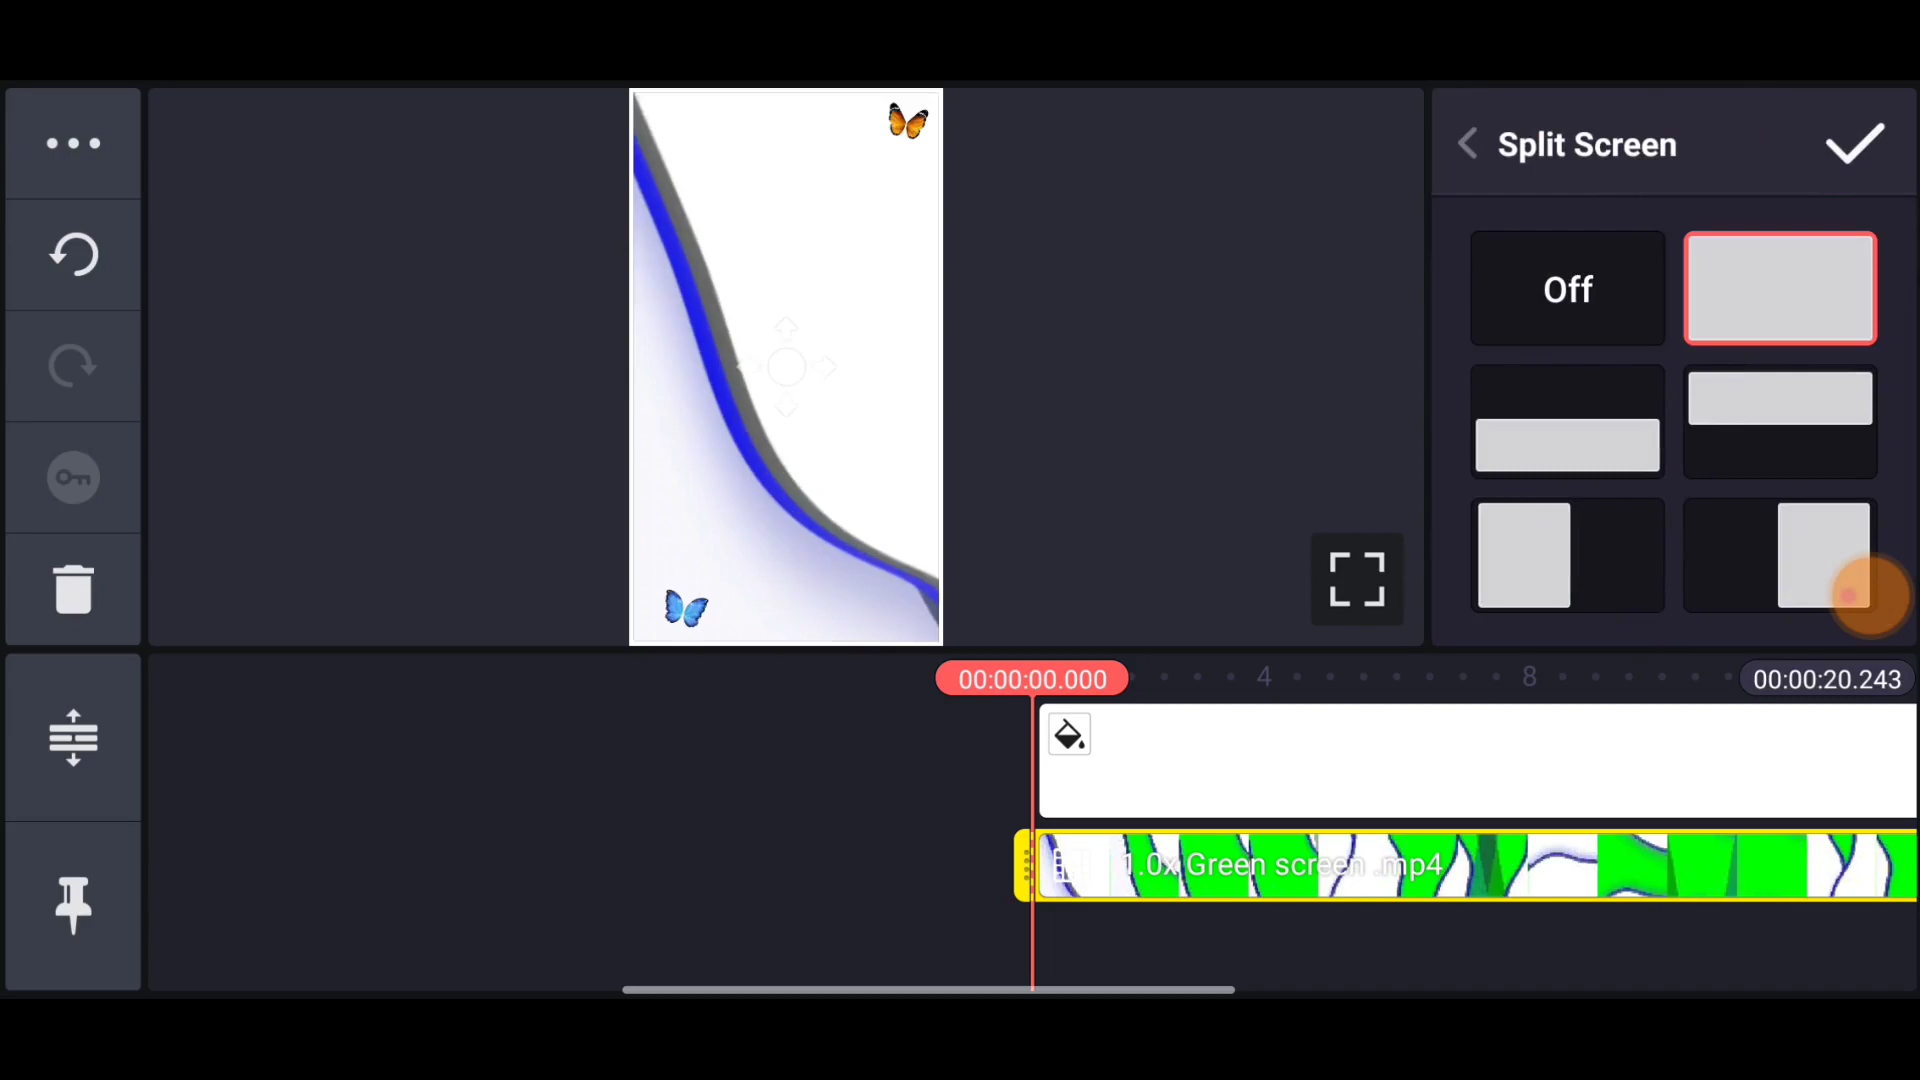 Split Screen
Off
00:00:00.000
4
8
00:00:20.243
1.0x Green screen .mp4